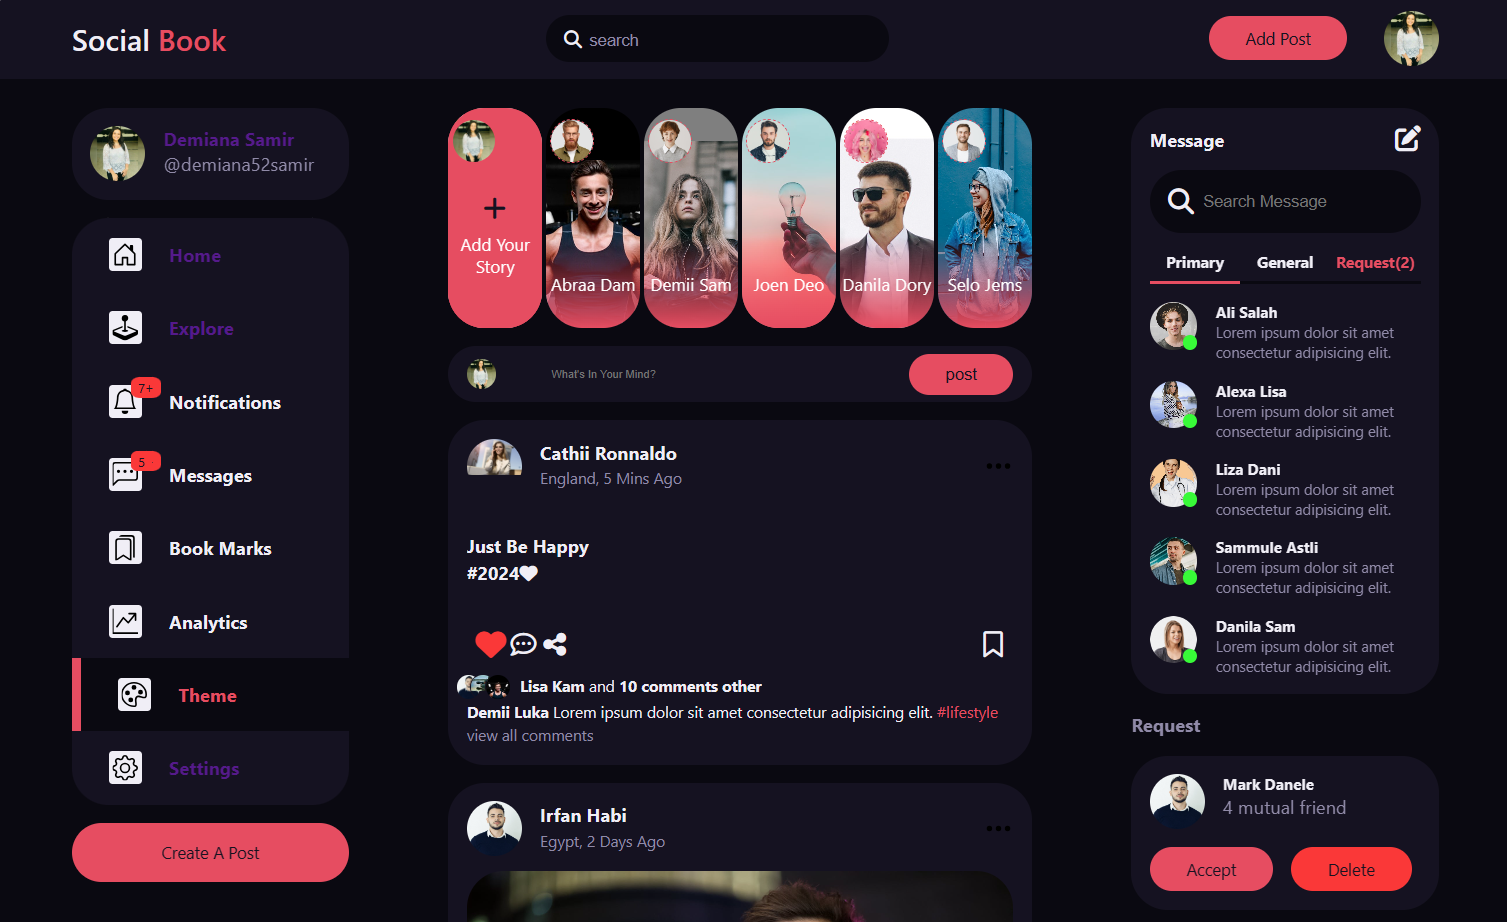 Social Book
search
Add Post
Demiana Samir
@demiana52samir
Home
Explore
7+
Notifications
5
Messages
Book Marks
Analytics
Theme
Settings
Create A Post
Add Your
Story
Abraa Dam
Demii Sam
Joen Deo
Danila Dory
Selo Jems
What's In Your Mind?
post
Cathii Ronnaldo
England, 5 Mins Ago
Just Be Happy
#2024🤍
Lisa Kam and 10 comments other
Demii Luka Lorem ipsum dolor sit amet consectetur adipisicing elit. #lifestyle
view all comments
Irfan Habi
Egypt, 2 Days Ago
Message
Search Message
Primary General Request(2)
Ali Salah
Lorem ipsum dolor sit amet
consectetur adipisicing elit.
Alexa Lisa
Lorem ipsum dolor sit amet
consectetur adipisicing elit.
Liza Dani
Lorem ipsum dolor sit amet
consectetur adipisicing elit.
Sammule Astli
Lorem ipsum dolor sit amet
consectetur adipisicing elit.
Danila Sam
Lorem ipsum dolor sit amet
consectetur adipisicing elit.
Request
Mark Danele
4 mutual friend
Accept
Delete